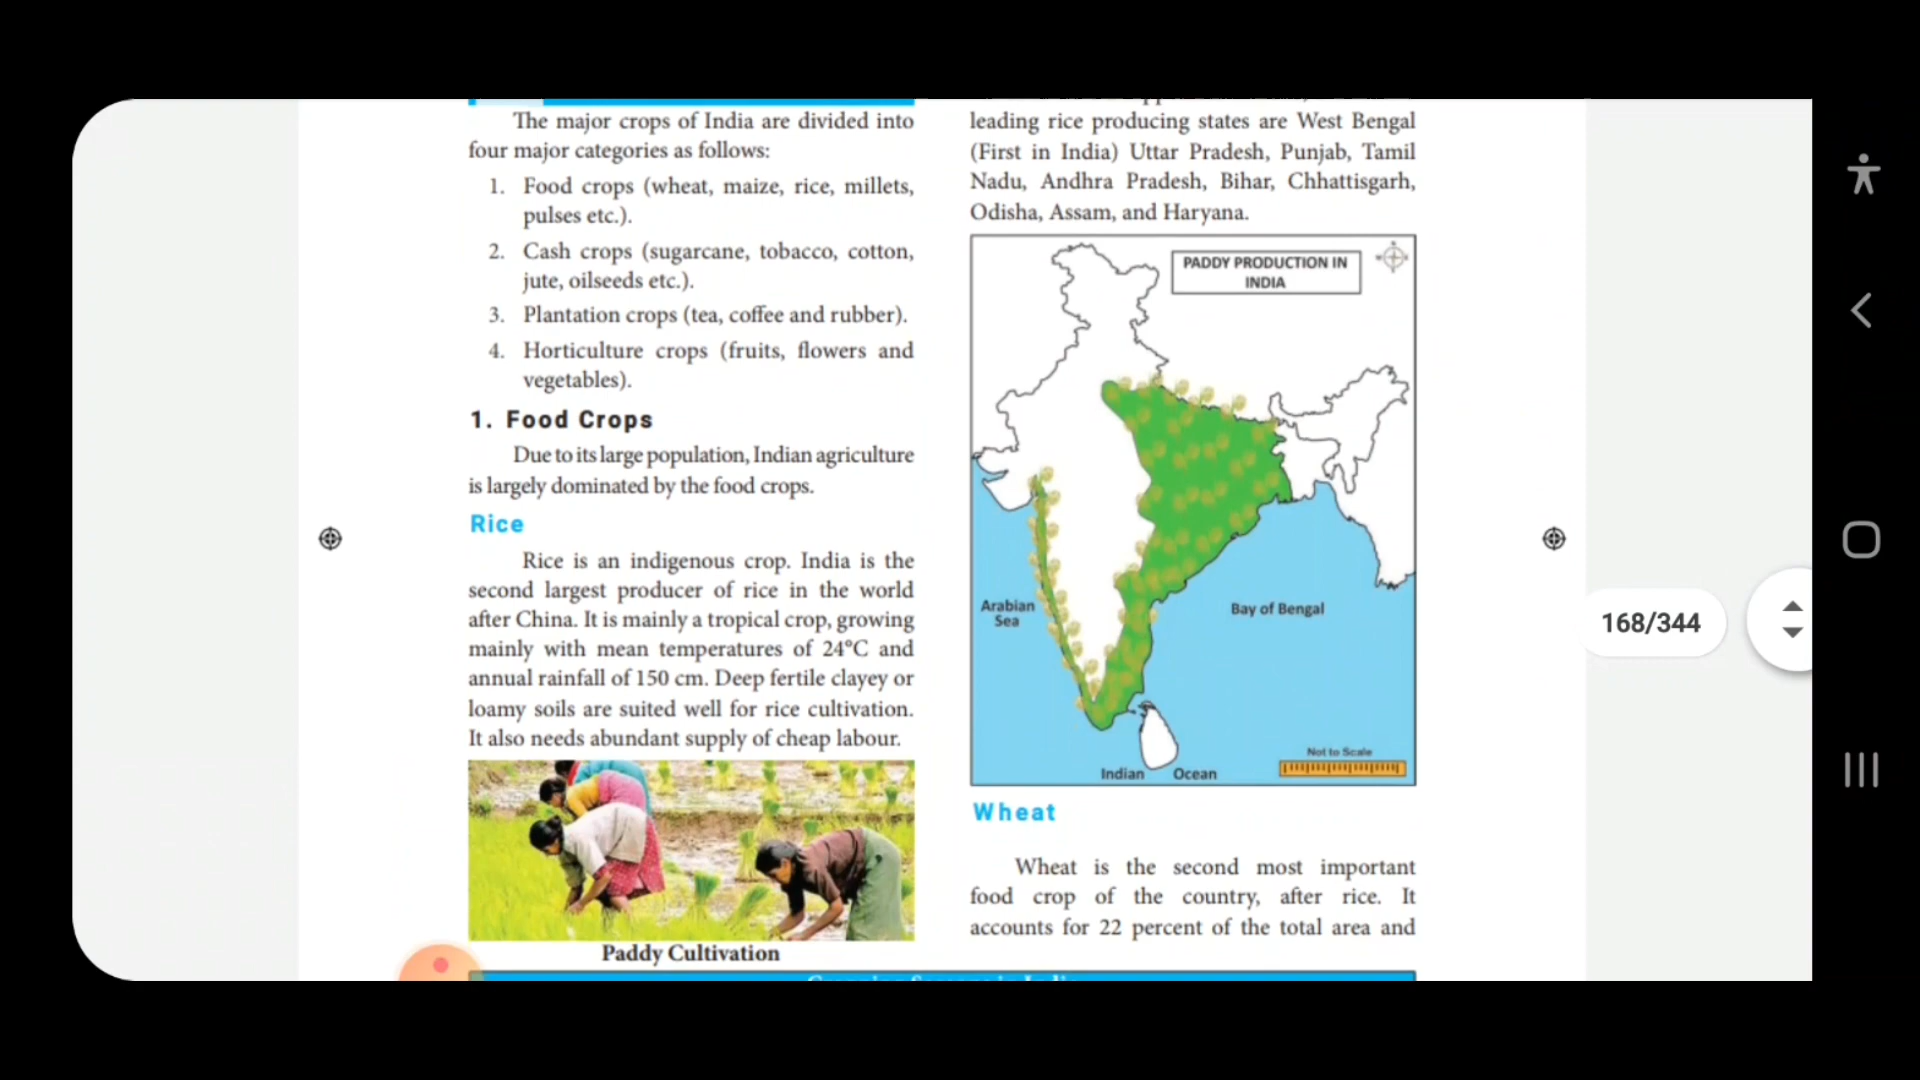 The major crops of India are divided into
four major categories as follows:
1. Food crops (wheat, maize, rice, millets,
pulses etc.).
2. Cash crops (sugarcane, tobacco, cotton,
jute, oilseeds etc.).
3. Plantation crops (tea, coffee and rubber).
4. Horticulture crops (fruits, flowers and
vegetables).
1. Food Crops
Due to its large population, Indian agriculture
is largely dominated by the food crops.
Rice
Rice is an indigenous crop. India is the
second largest producer of rice in the world
after China. It is mainly a tropical crop, growing
mainly with mean temperatures of 24°C and
annual rainfall of 150 cm. Deep fertile clayey or
loamy soils are suited well for rice cultivation.
It also needs abundant supply of cheap labour.
Paddy Cultivation
leading rice producing states are West Bengal
(First in India) Uttar Pradesh, Punjab, Tamil
Nadu, Andhra Pradesh, Bihar, Chhattisgarh,
Odisha, Assam, and Haryana.
PADDY PRODUCTION IN
INDIA
Arabian
Sea
Bay of Bengal
Not to Scale
Indian Ocean
Wheat
Wheat is the second most important
food crop of the country, after rice. It
accounts for 22 percent of the total area and
168/344